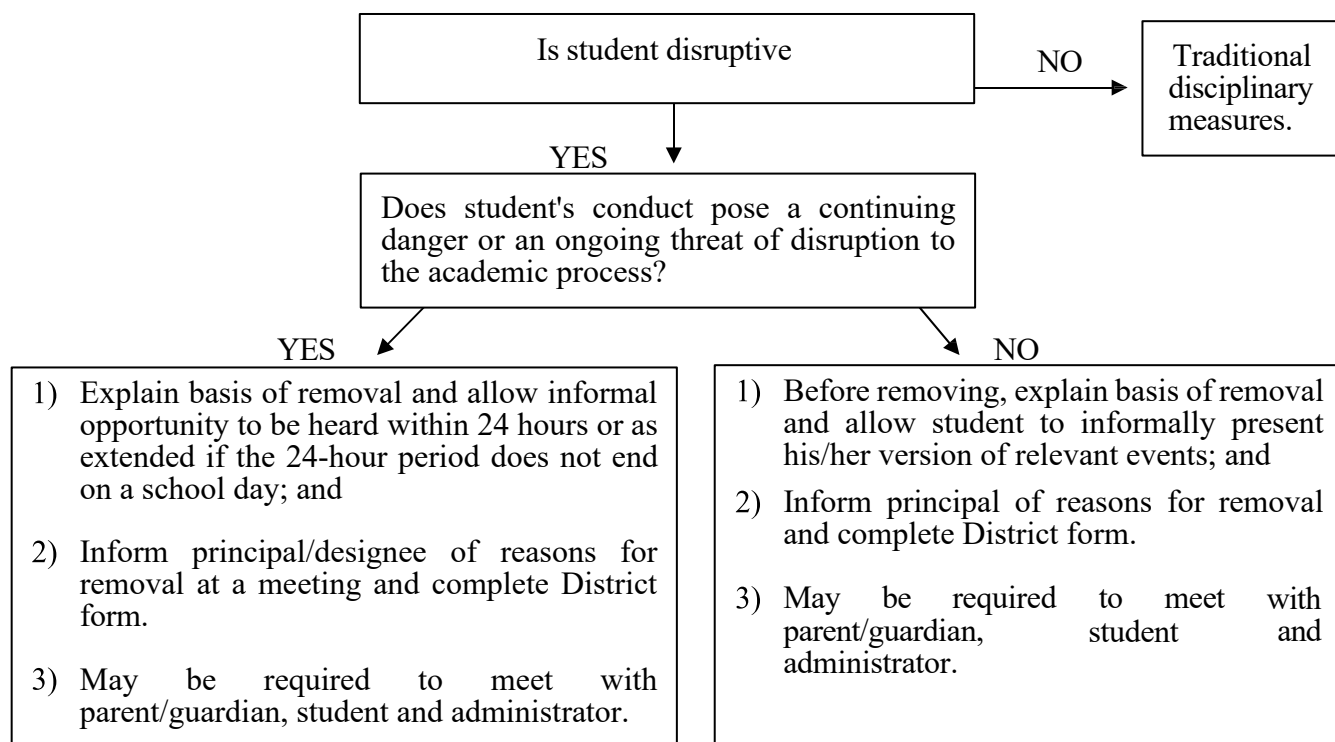 Is student disruptive
NO
Traditional
disciplinary
measures.
YES
Does student's conduct pose a continuing
danger or an ongoing threat of disruption to
the academic process?
YES
NO
1) Explain basis of removal and allow informal
opportunity to be heard within 24 hours or as
extended if the 24-hour period does not end
on a school day; and
2) Inform principal/designee of reasons for
removal at a meeting and complete District
form.
3) May be required to meet with
parent/guardian, student and administrator.
1) Before removing, explain basis of removal
and allow student to informally present
his/her version of relevant events; and
2) Inform principal of reasons for removal
and complete District form.
3) May be required to meet with
parent/guardian, student and
administrator.